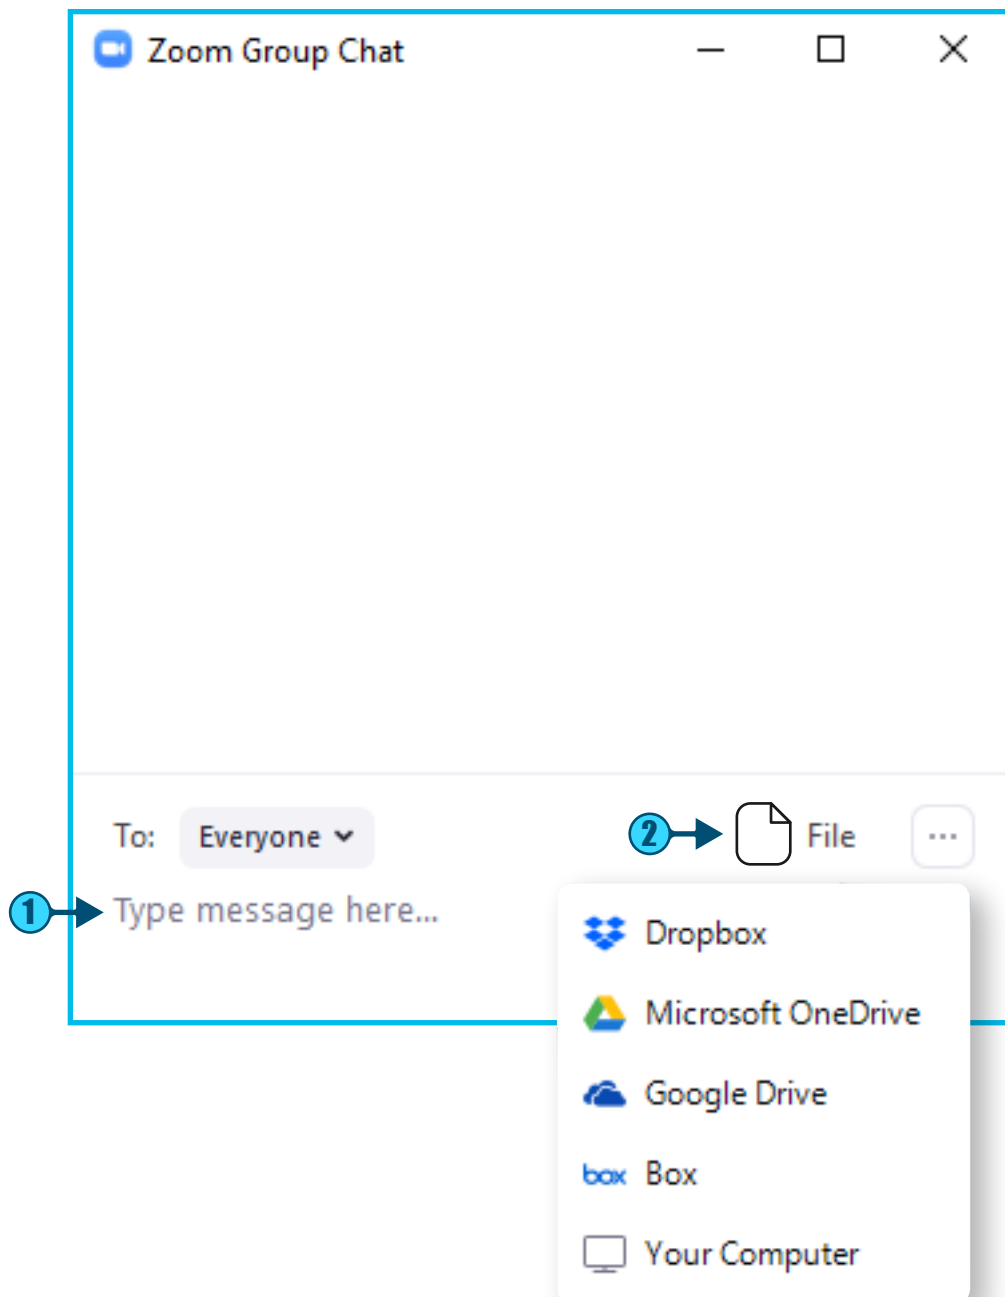 Zoom Group Chat
To: Everyone
2 File
...
1 Type message here...
Dropbox
Microsoft OneDrive
Google Drive
box Box
Your Computer